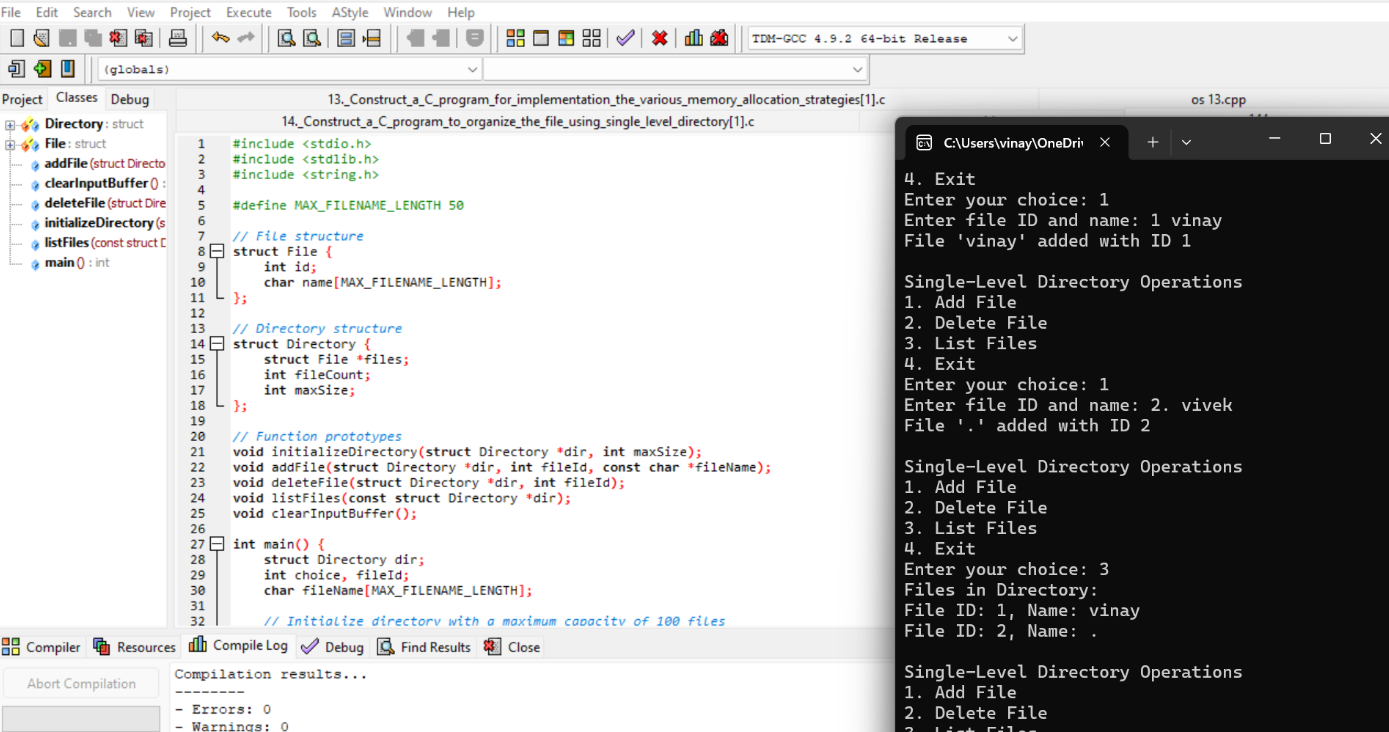 File Edit Search View Project Execute Tools AStyle Window Help
TDM-GCC 4.9.2 64-bit Release
(globals)
Project Classes Debug
13._Construct_a_C_program_for_implementation_the_various_memory_allocation_strategies[1].c os 13.cpp
14._Construct_a_C_program_to_organize_the_file_using_single_level_directory[1].c
Directory : struct
File : struct
addFile (struct Directo
clearInputBuffer () :
deleteFile (struct Dire
initializeDirectory (s
listFiles (const struct D
main () : int
1 #include <stdio.h>
2 #include <stdlib.h>
3 #include <string.h>
4
5 #define MAX_FILENAME_LENGTH 50
6
7 // File structure
8 struct File {
9 int id;
10 char name[MAX_FILENAME_LENGTH];
11 };
12
13 // Directory structure
14 struct Directory {
15 struct File *files;
16 int fileCount;
17 int maxSize;
18 };
19
20 // Function prototypes
21 void initializeDirectory(struct Directory *dir, int maxSize);
22 void addFile(struct Directory *dir, int fileId, const char *fileName);
23 void deleteFile(struct Directory *dir, int fileId);
24 void listFiles(const struct Directory *dir);
25 void clearInputBuffer();
26
27 int main() {
28 struct Directory dir;
29 int choice, fileId;
30 char fileName[MAX_FILENAME_LENGTH];
31
32 // Initialize directory with a maximum capacity of 100 files
Compiler Resources Compile Log Debug Find Results Close
Abort Compilation
Compilation results...
--------
- Errors: 0
- Warnings: 0
C:\Users\vinay\OneDri
4. Exit
Enter your choice: 1
Enter file ID and name: 1 vinay
File 'vinay' added with ID 1
Single-Level Directory Operations
1. Add File
2. Delete File
3. List Files
4. Exit
Enter your choice: 1
Enter file ID and name: 2. vivek
File '.' added with ID 2
Single-Level Directory Operations
1. Add File
2. Delete File
3. List Files
4. Exit
Enter your choice: 3
Files in Directory:
File ID: 1, Name: vinay
File ID: 2, Name: .
Single-Level Directory Operations
1. Add File
2. Delete File
3. List Files